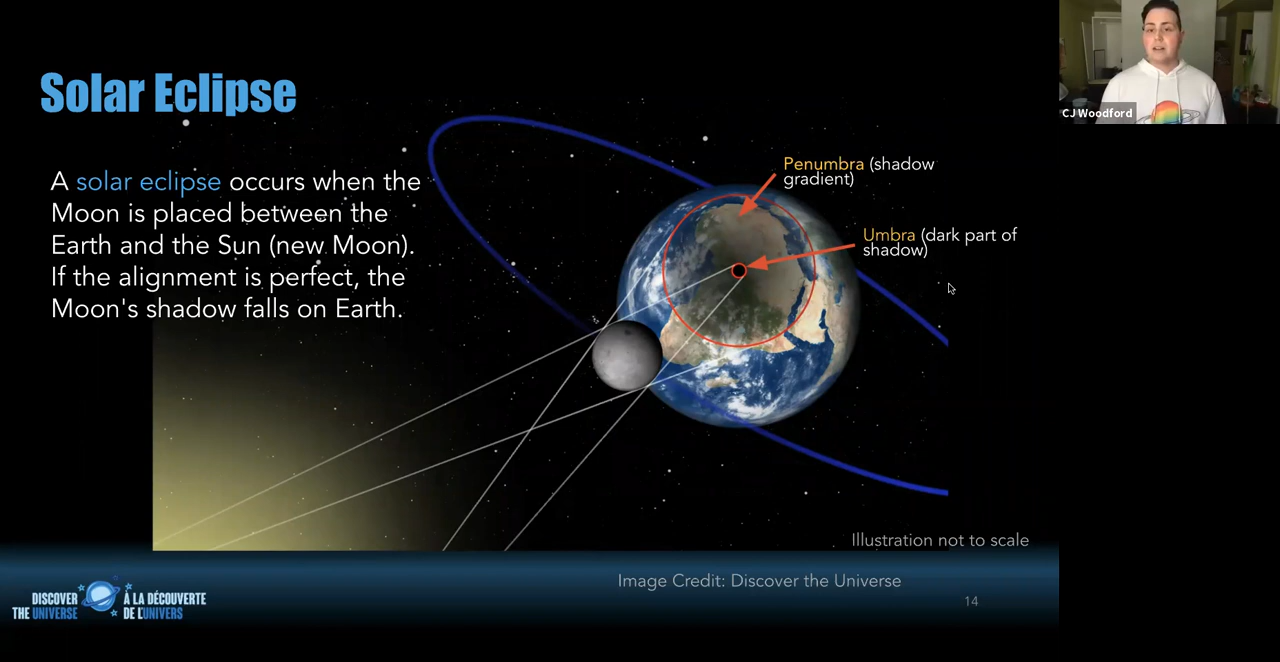 Solar Eclipse
A solar eclipse occurs when the
Moon is placed between the
Earth and the Sun (new Moon).
If the alignment is perfect, the
Moon's shadow falls on Earth.
Penumbra (shadow
gradient)
Umbra (dark part of
shadow)
CJ Woodford
Illustration not to scale
Image Credit: Discover the Universe
14
DISCOVER
THE UNIVERSE
À LA DÉCOUVERTE
DE L'UNIVERS